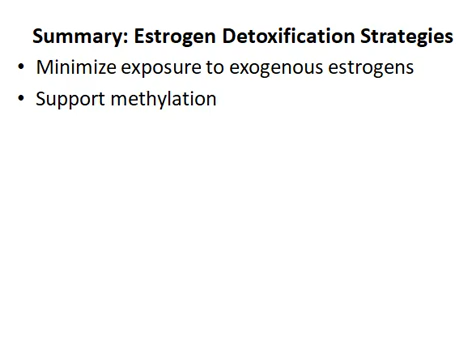 Summary: Estrogen Detoxification Strategies
• Minimize exposure to exogenous estrogens
• Support methylation